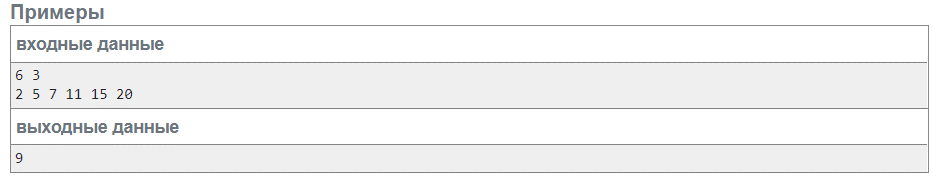 Примеры
входные данные
6 3
2 5 7 11 15 20
выходные данные
9